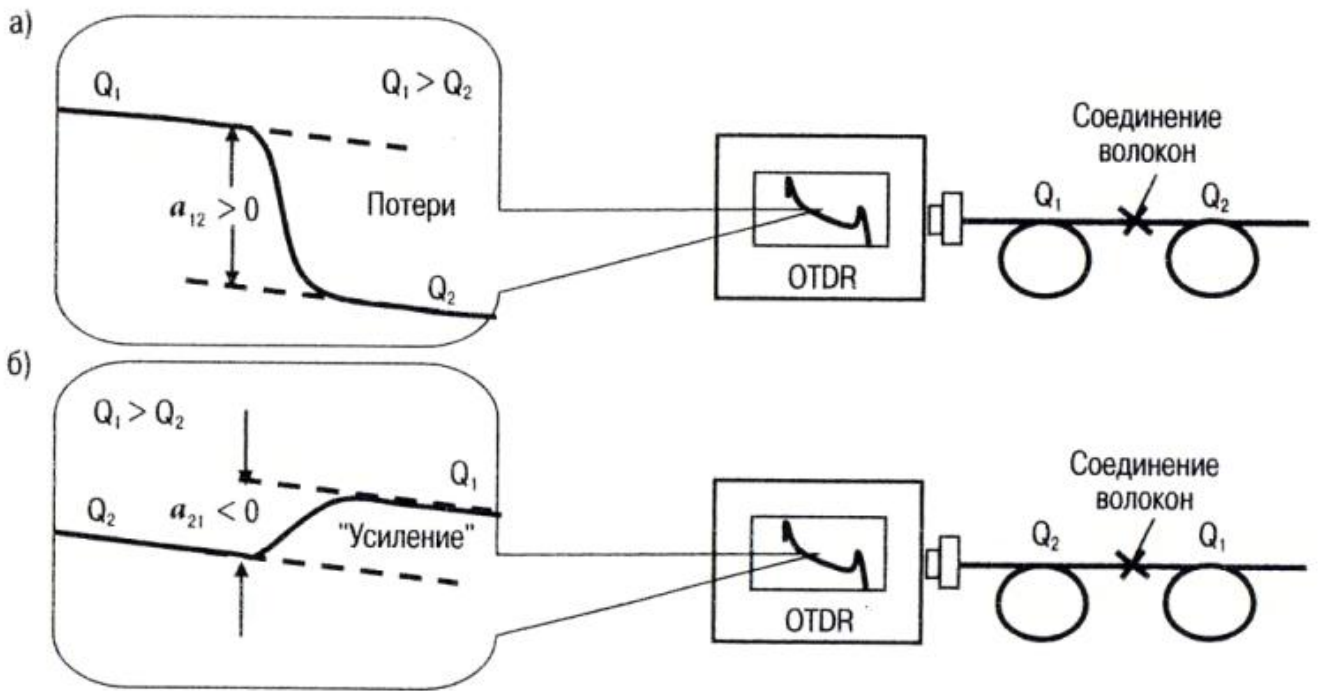 а)
Q₁
Q₁ > Q₂
a₁₂ > 0
Потери
Q₂
OTDR
Соединение
волокон
Q₁
Q₂
б)
Q₁ > Q₂
Q₁
Q₂
a₂₁ < 0
"Усиление"
OTDR
Соединение
волокон
Q₂
Q₁